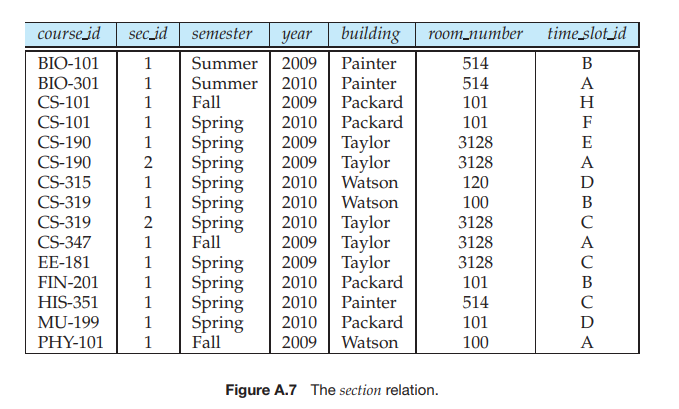 course_id sec_id semester year building room_number time_slot_id
BIO-101 1 Summer 2009 Painter 514 B
BIO-301 1 Summer 2010 Painter 514 A
CS-101 1 Fall 2009 Packard 101 H
CS-101 1 Spring 2010 Packard 101 F
CS-190 1 Spring 2009 Taylor 3128 E
CS-190 2 Spring 2009 Taylor 3128 A
CS-315 1 Spring 2010 Watson 120 D
CS-319 1 Spring 2010 Watson 100 B
CS-319 2 Spring 2010 Taylor 3128 C
CS-347 1 Fall 2009 Taylor 3128 A
EE-181 1 Spring 2009 Taylor 3128 C
FIN-201 1 Spring 2010 Packard 101 B
HIS-351 1 Spring 2010 Painter 514 C
MU-199 1 Spring 2010 Packard 101 D
PHY-101 1 Fall 2009 Watson 100 A
Figure A.7 The section relation.